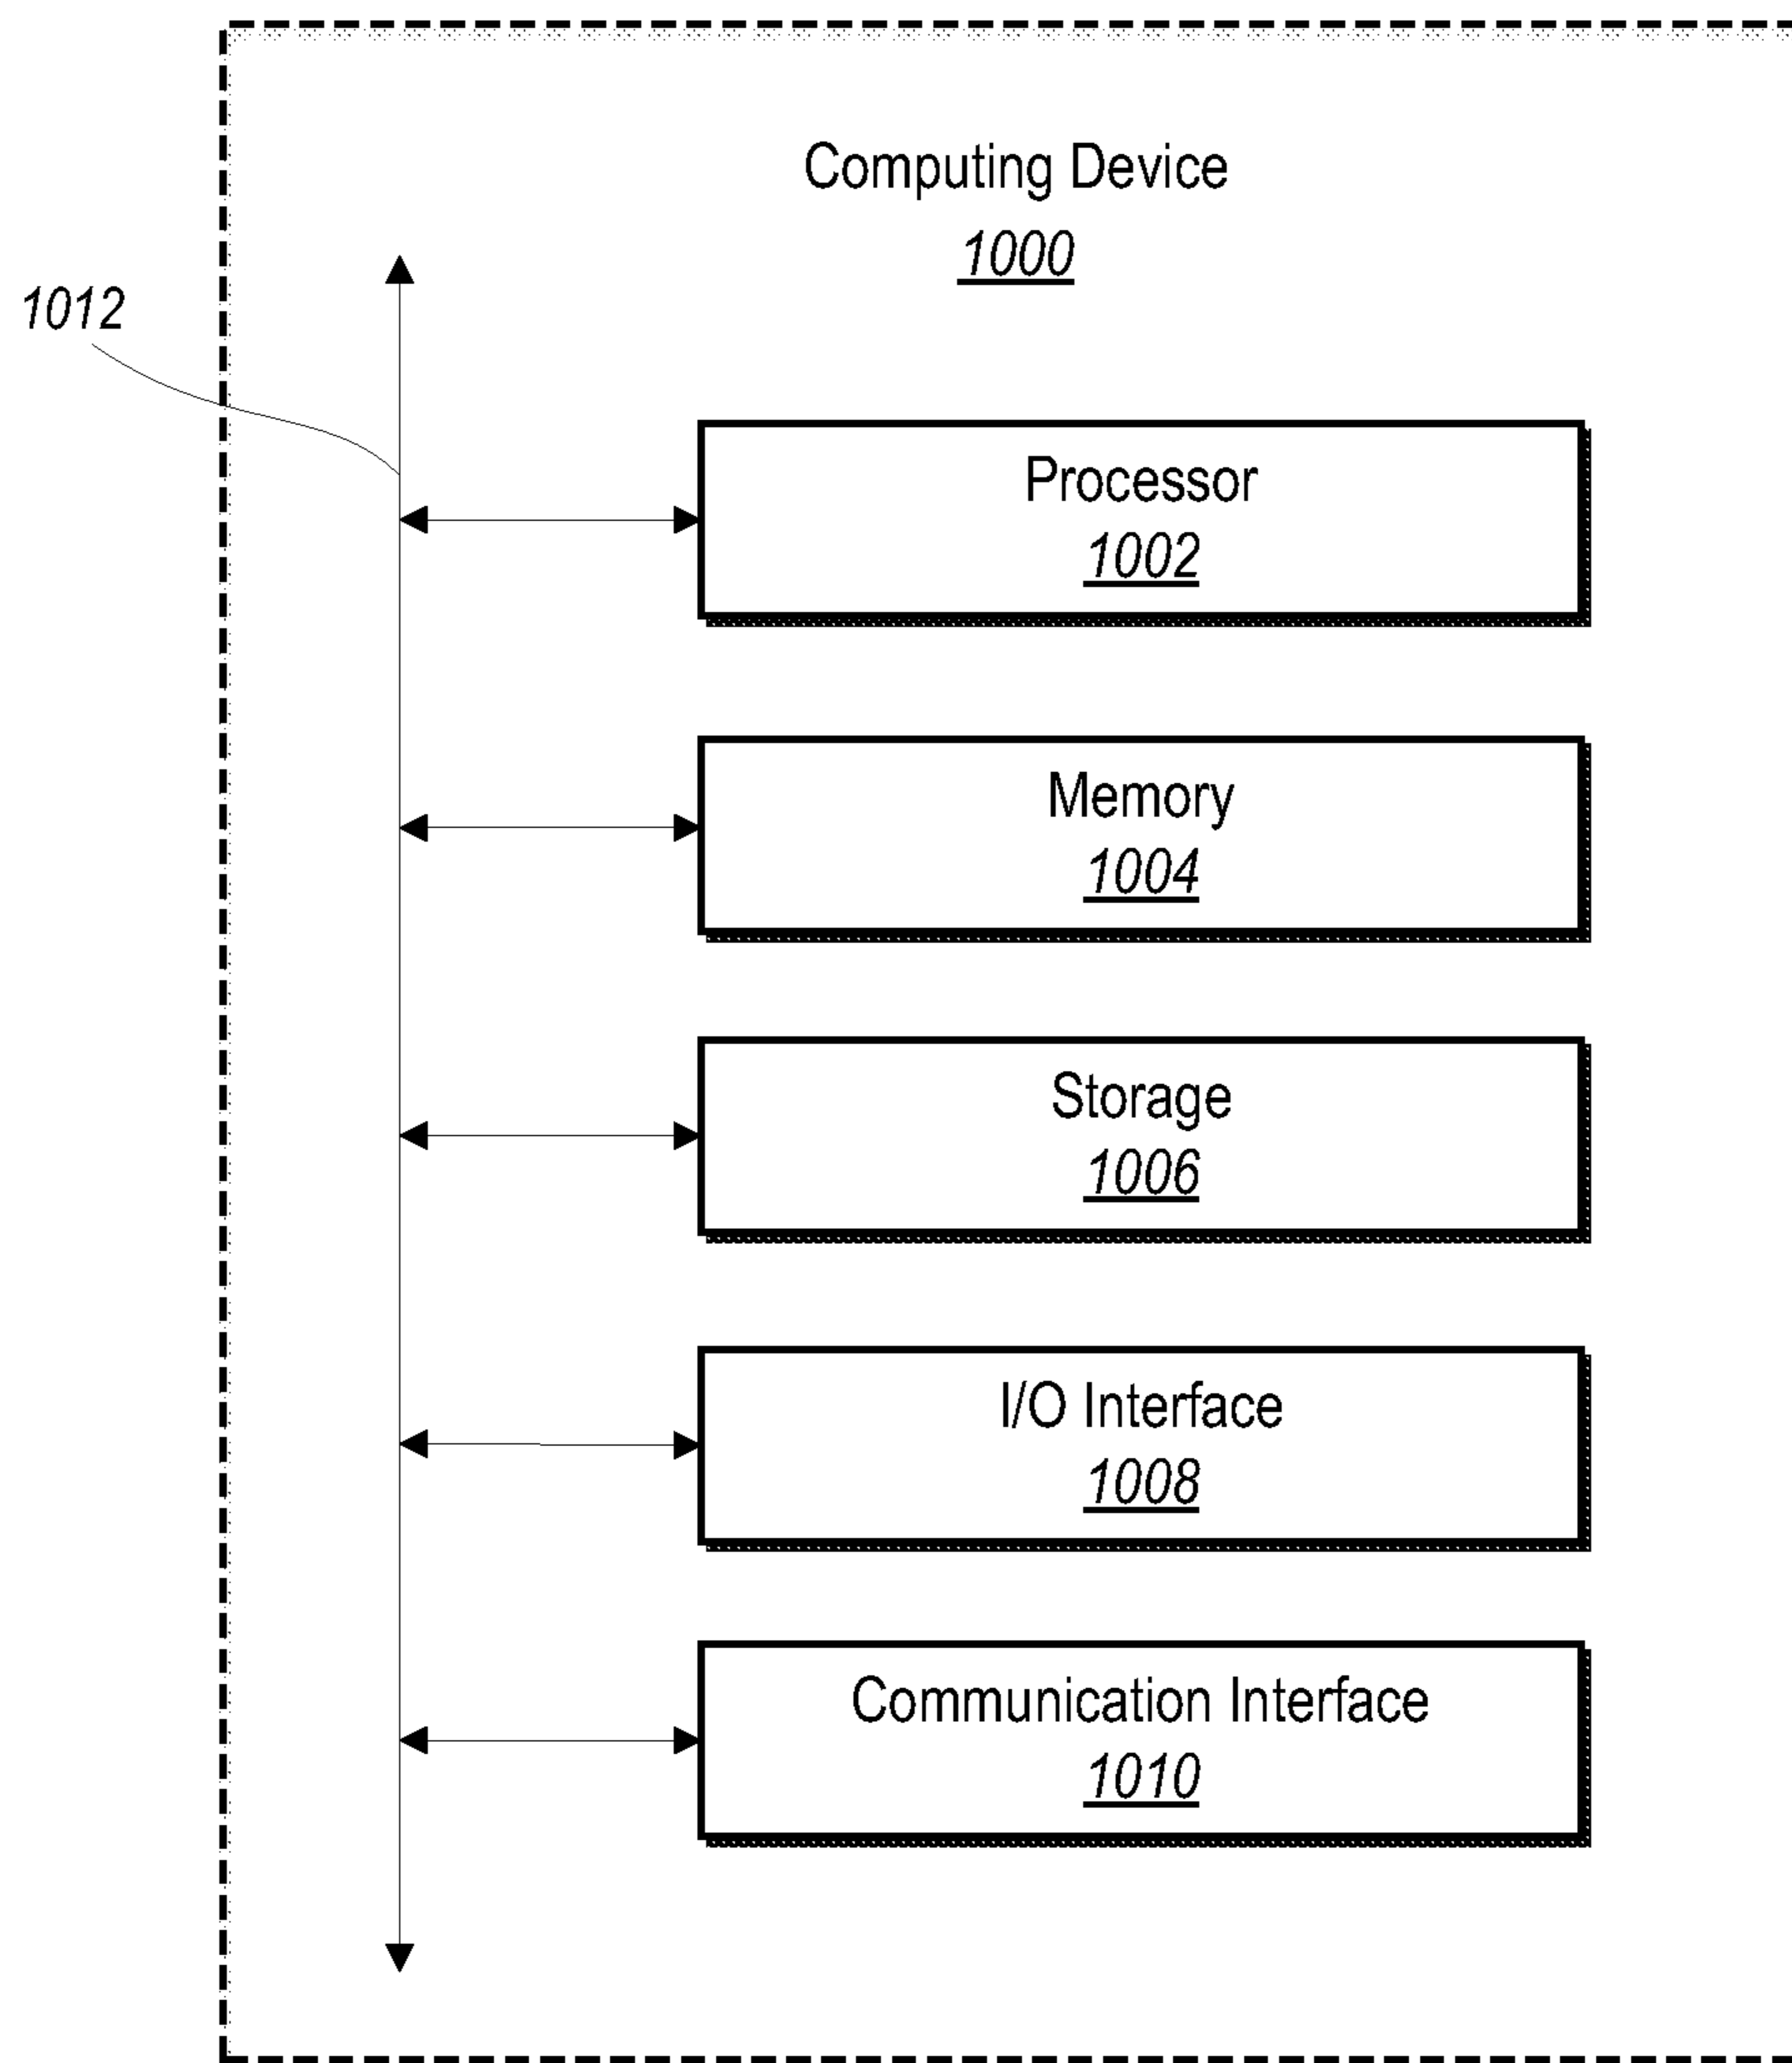 Computing Device
1000
1012
Processor
1002
Memory
1004
Storage
1006
I/O Interface
1008
Communication Interface
1010